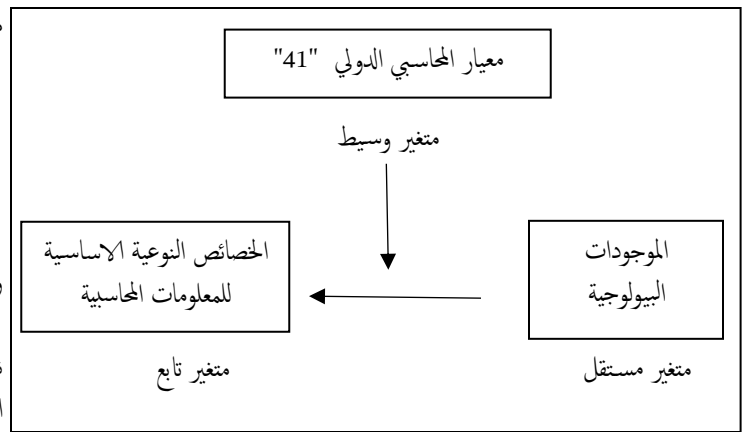 معيار المحاسبي الدولي "41"
متغير وسيط
الموجودات
البيولوجية
الخصائص النوعية الاساسية
للمعلومات المحاسبية
متغير مستقل
متغير تابع